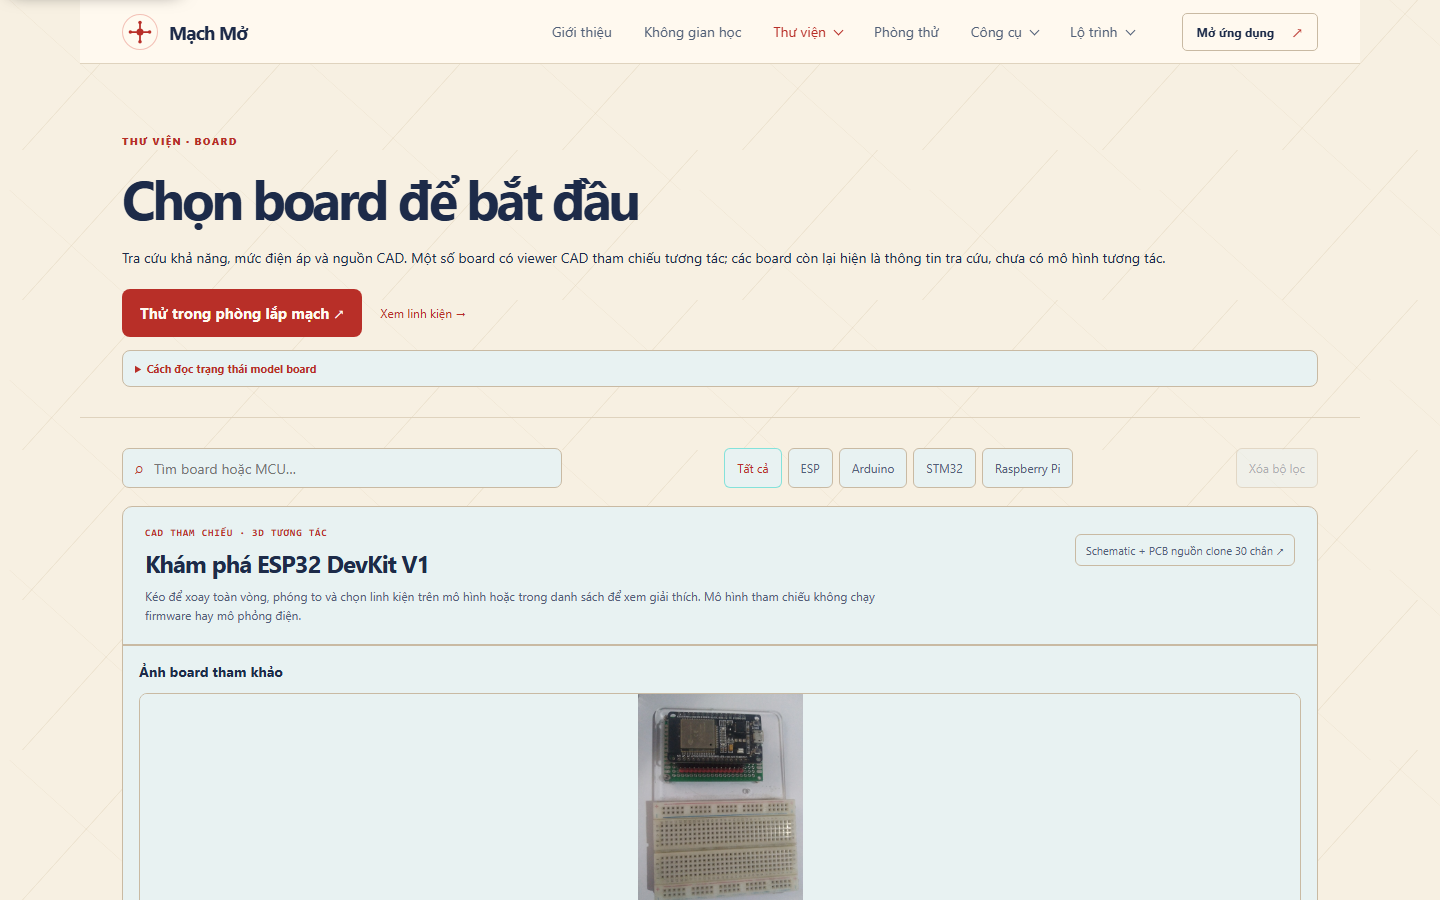 Mạch Mở
Giới thiệu
Không gian học
Thư viện
Phòng thử
Công cụ
Lộ trình
Mở ứng dụng ↗
THƯ VIỆN · BOARD
Chọn board để bắt đầu
Tra cứu khả năng, mức điện áp và nguồn CAD. Một số board có viewer CAD tham chiếu tương tác; các board còn lại hiện là thông tin tra cứu, chưa có mô hình tương tác.
Thử trong phòng lắp mạch ↗
Xem linh kiện →
▶ Cách đọc trạng thái model board
Tìm board hoặc MCU...
Tất cả
ESP
Arduino
STM32
Raspberry Pi
Xóa bộ lọc
CAD THAM CHIẾU · 3D TƯƠNG TÁC
Khám phá ESP32 DevKit V1
Kéo để xoay toàn vòng, phóng to và chọn linh kiện trên mô hình hoặc trong danh sách để xem giải thích. Mô hình tham chiếu không chạy
firmware hay mô phỏng điện.
Schematic + PCB nguồn clone 30 chân ↗
Ảnh board tham khảo